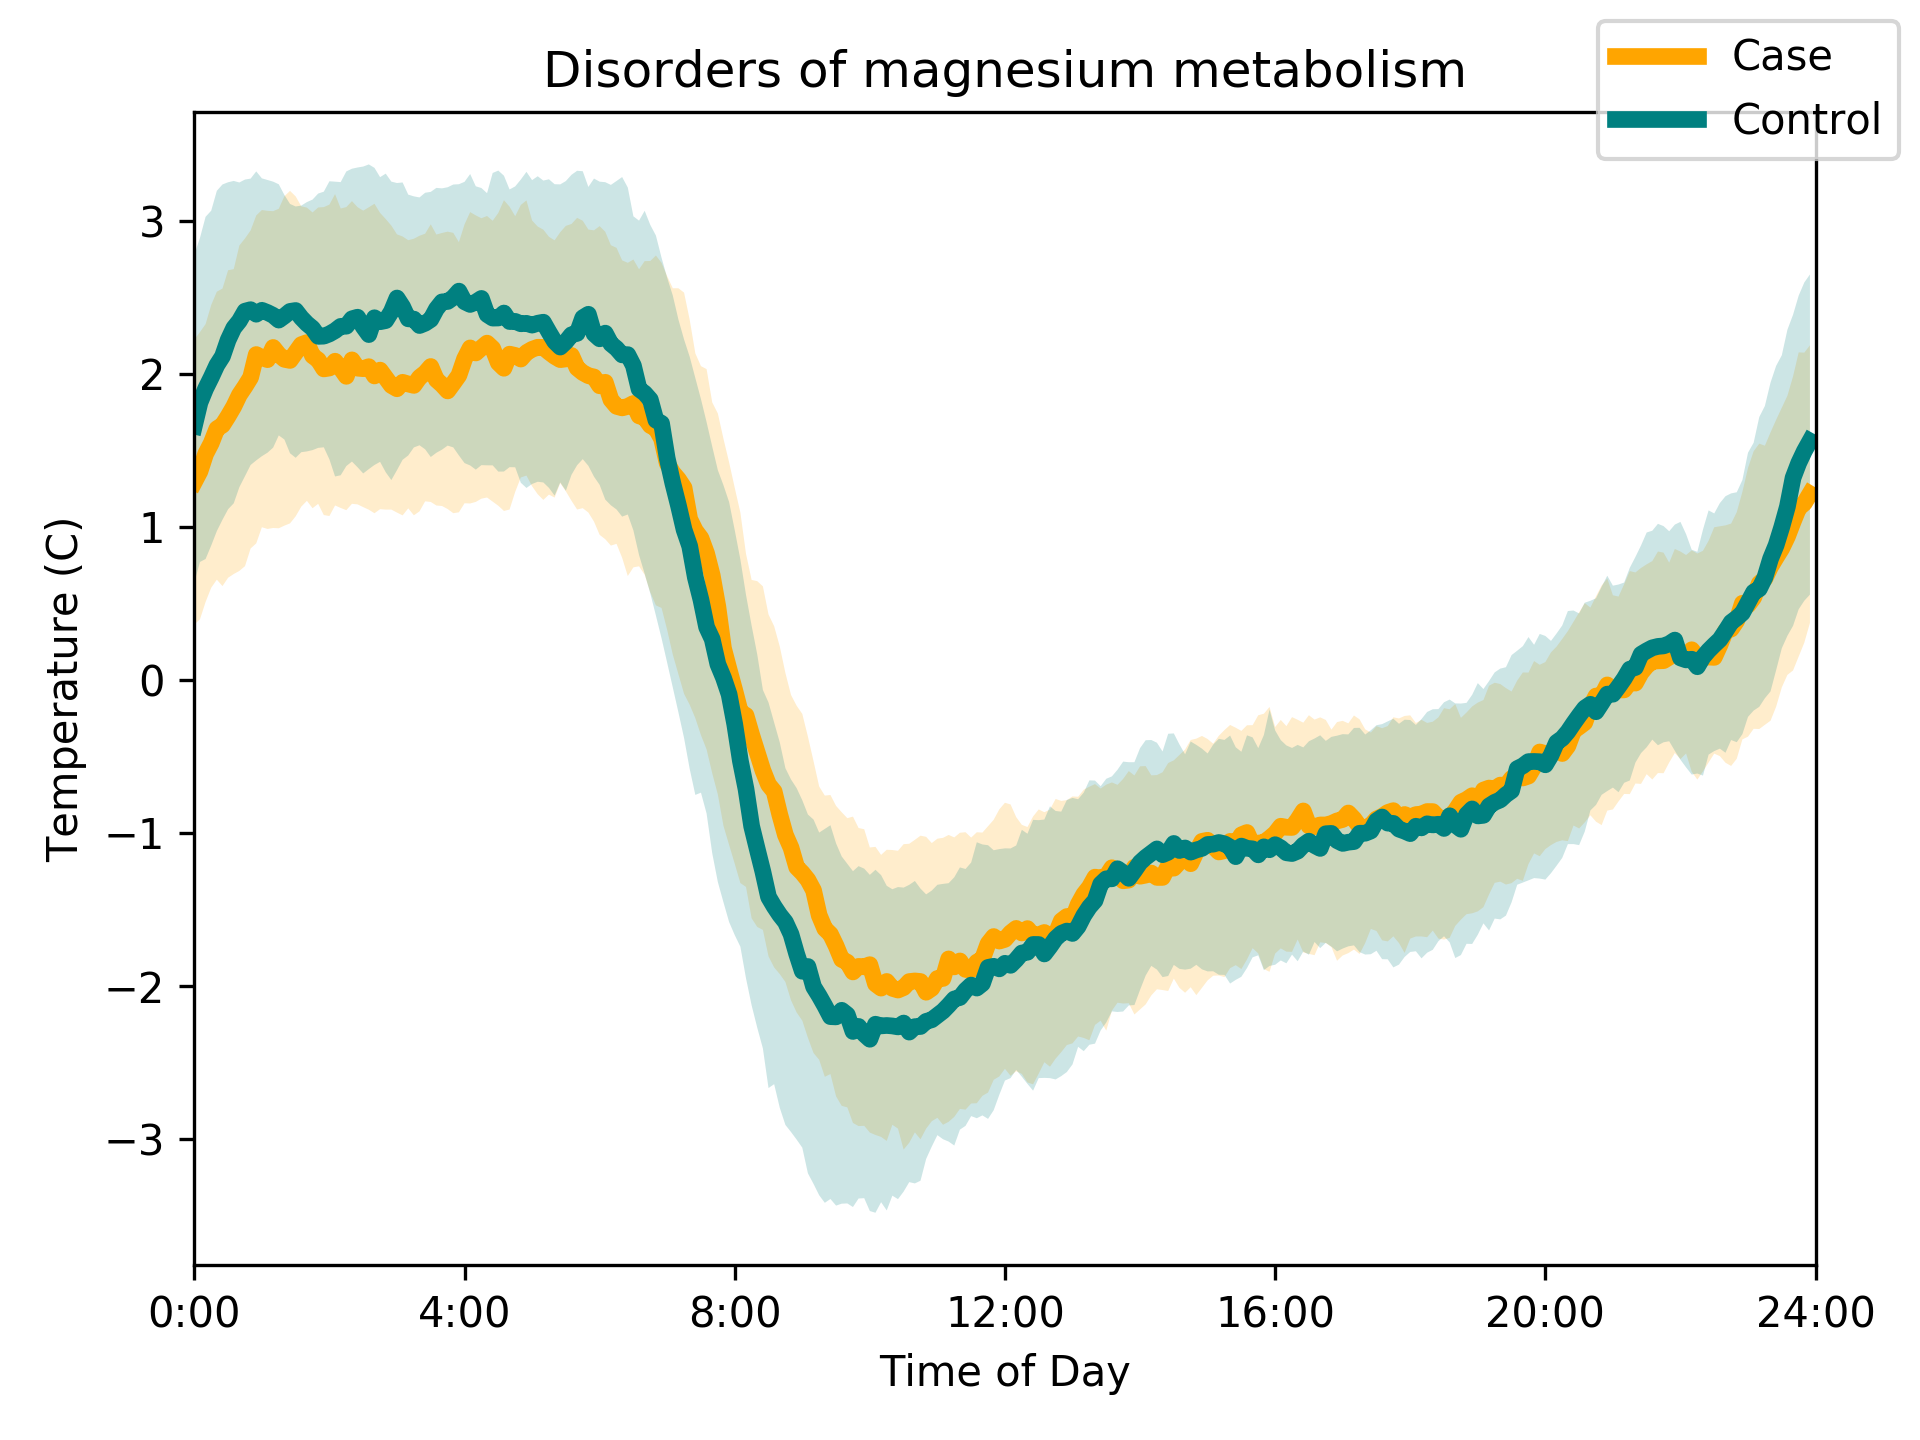 Disorders of magnesium metabolism
Case
Control
Temperature (C)
3
2
1
0
−1
−2
−3
0:00 4:00 8:00 12:00 16:00 20:00 24:00
Time of Day